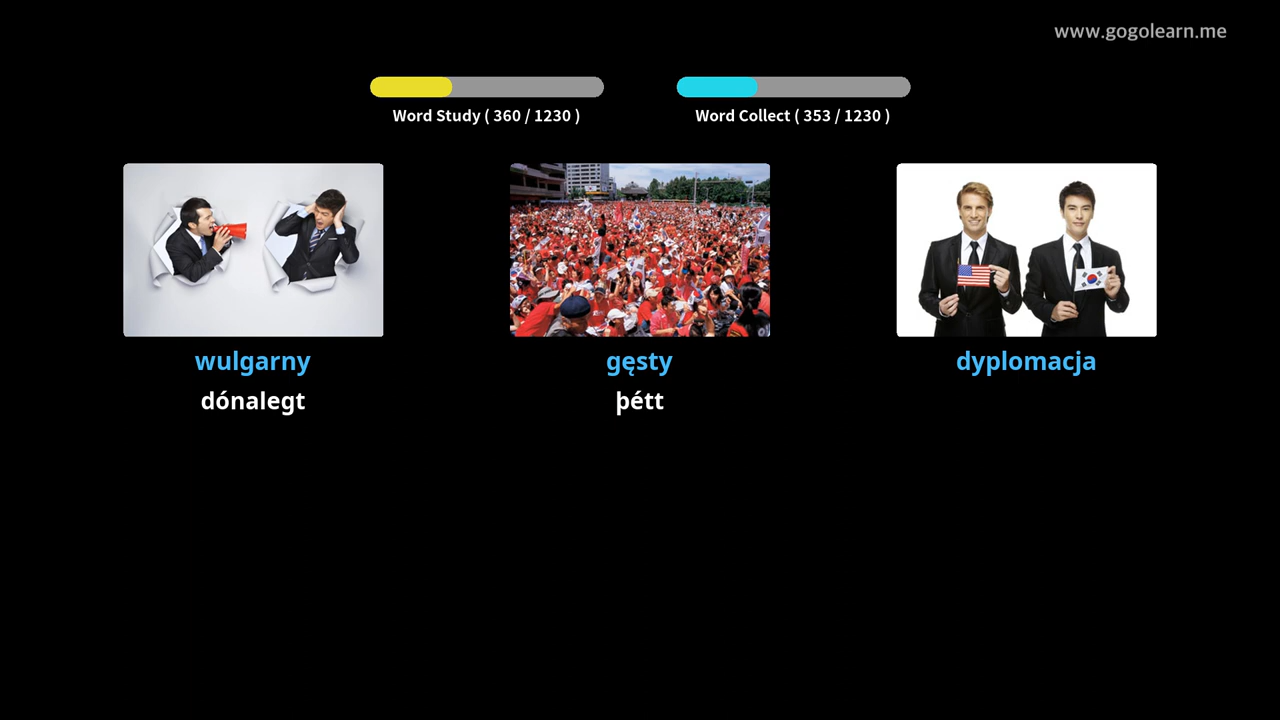 www.gogolearn.me
Word Study ( 360 / 1230 )
Word Collect ( 353 / 1230 )
wulgarny
dónalegt
gęsty
þétt
dyplomacja